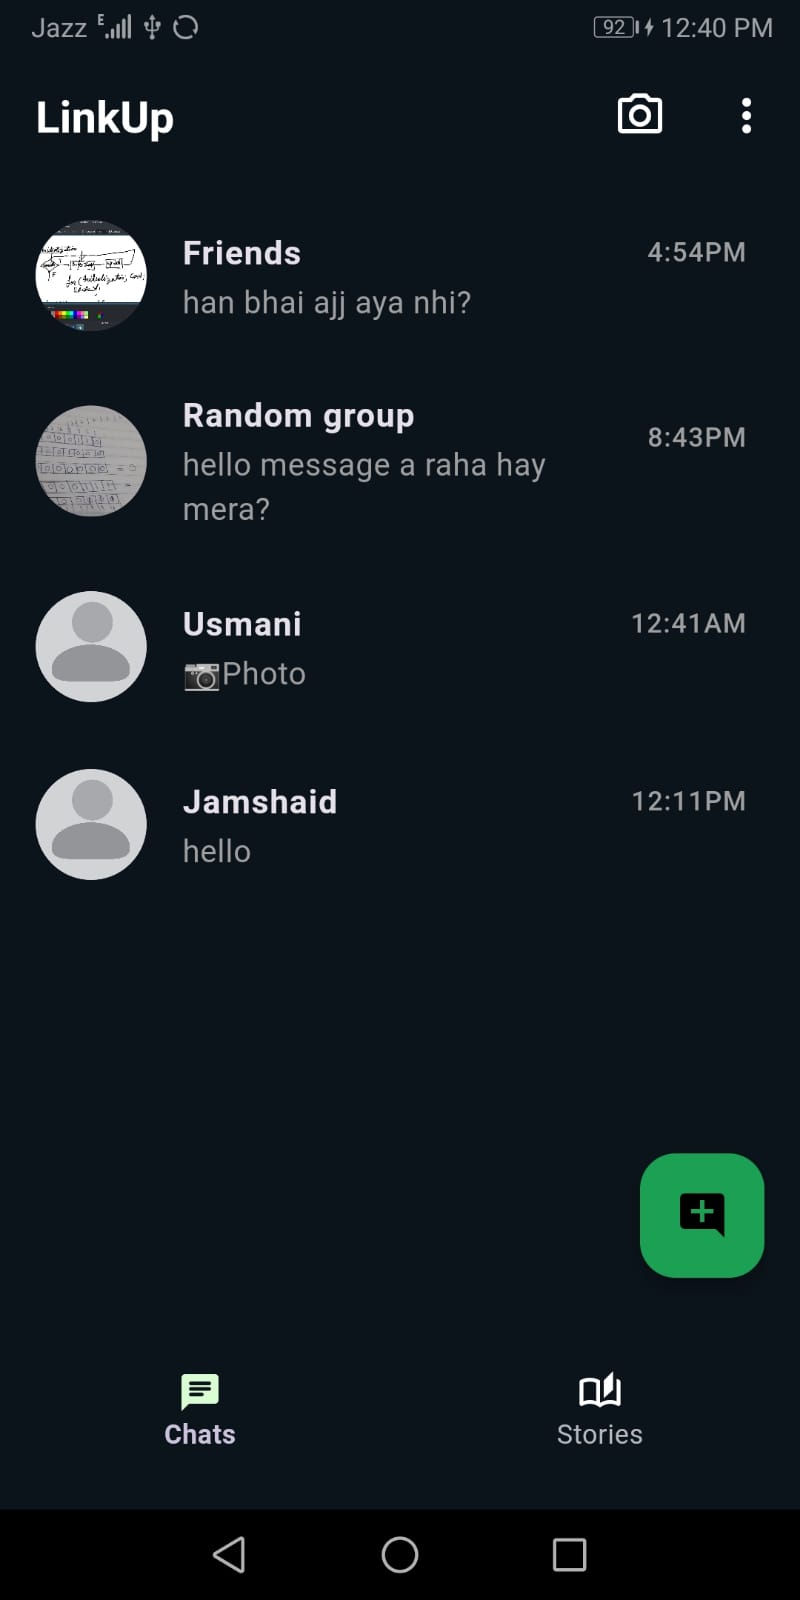 Jazz E 92 12:40 PM
LinkUp
Friends 4:54PM
han bhai ajj aya nhi?
Random group 8:43PM
hello message a raha hay
mera?
Usmani 12:41AM
📷Photo
Jamshaid 12:11PM
hello
Chats Stories